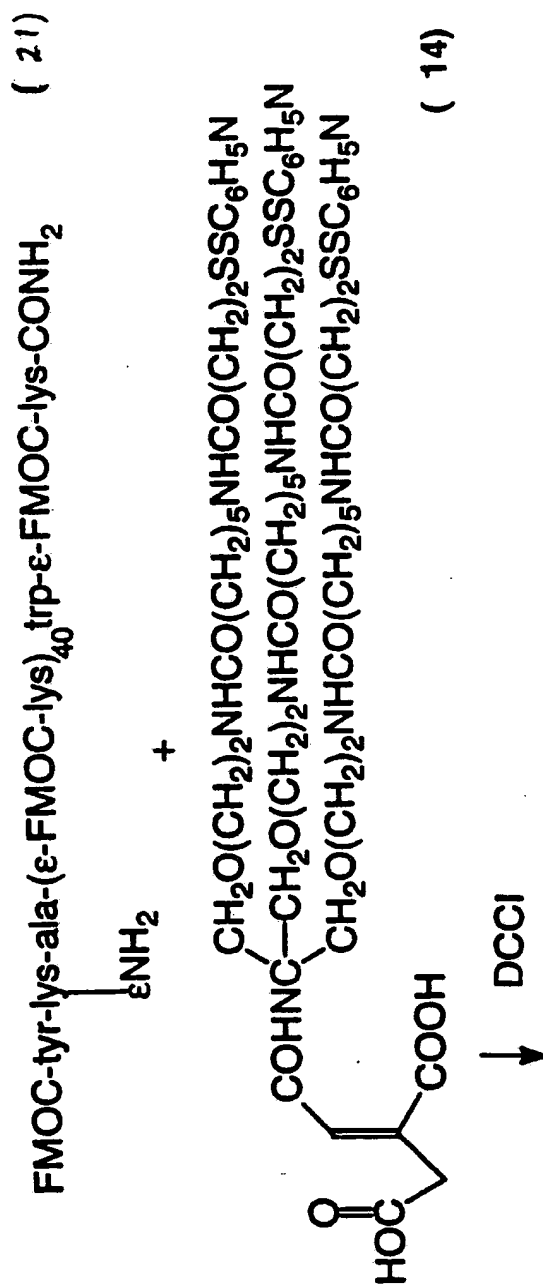 FMOC-tyr-lys-ala-(ε-FMOC-lys)₄₀trp-ε-FMOC-lys-CONH₂ ( 21)
εNH₂
+
CH₂O(CH₂)₂NHCO(CH₂)₅NHCO(CH₂)₂SSC₆H₅N
COHNC—CH₂O(CH₂)₂NHCO(CH₂)₅NHCO(CH₂)₂SSC₆H₅N
CH₂O(CH₂)₂NHCO(CH₂)₅NHCO(CH₂)₂SSC₆H₅N
( 14)
O
HOC
COOH
DCCI